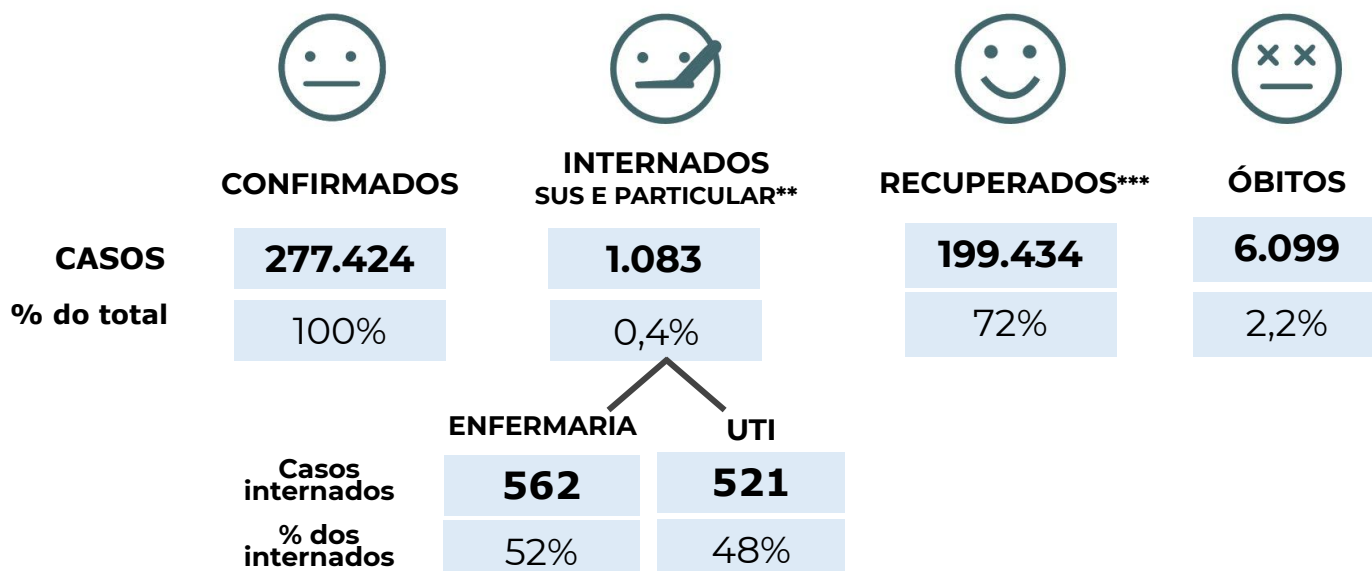 CONFIRMADOS
INTERNADOS
SUS E PARTICULAR**
RECUPERADOS***
ÓBITOS
CASOS
277.424
1.083
199.434
6.099
% do total
100%
0,4%
72%
2,2%
ENFERMARIA
UTI
Casos
internados
562
521
% dos
internados
52%
48%